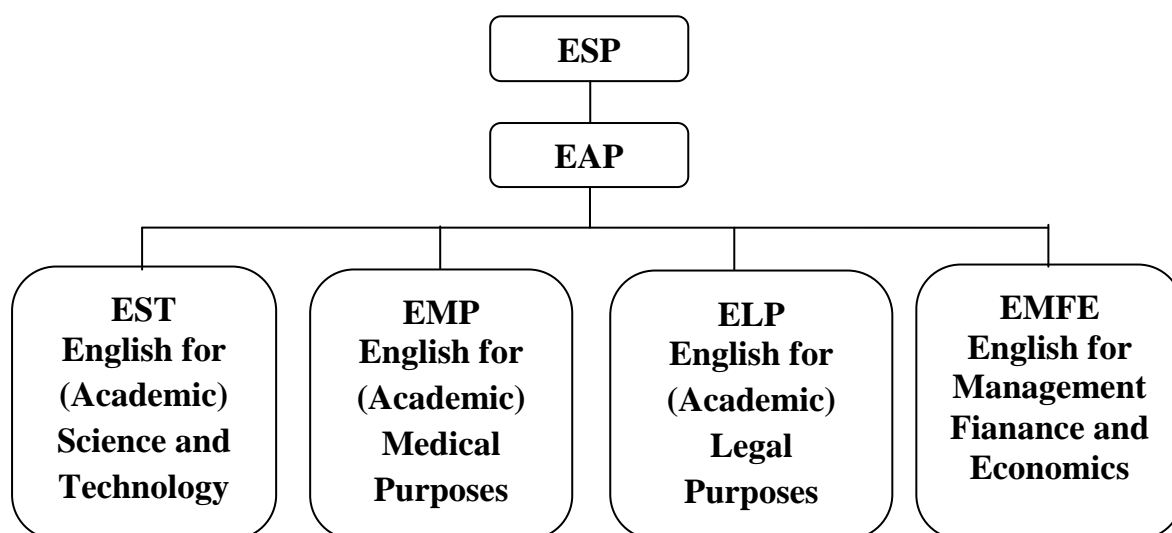 ESP
EAP
EST
English for
(Academic)
Science and
Technology
EMP
English for
(Academic)
Medical
Purposes
ELP
English for
(Academic)
Legal
Purposes
EMFE
English for
Management
Fianance and
Economics